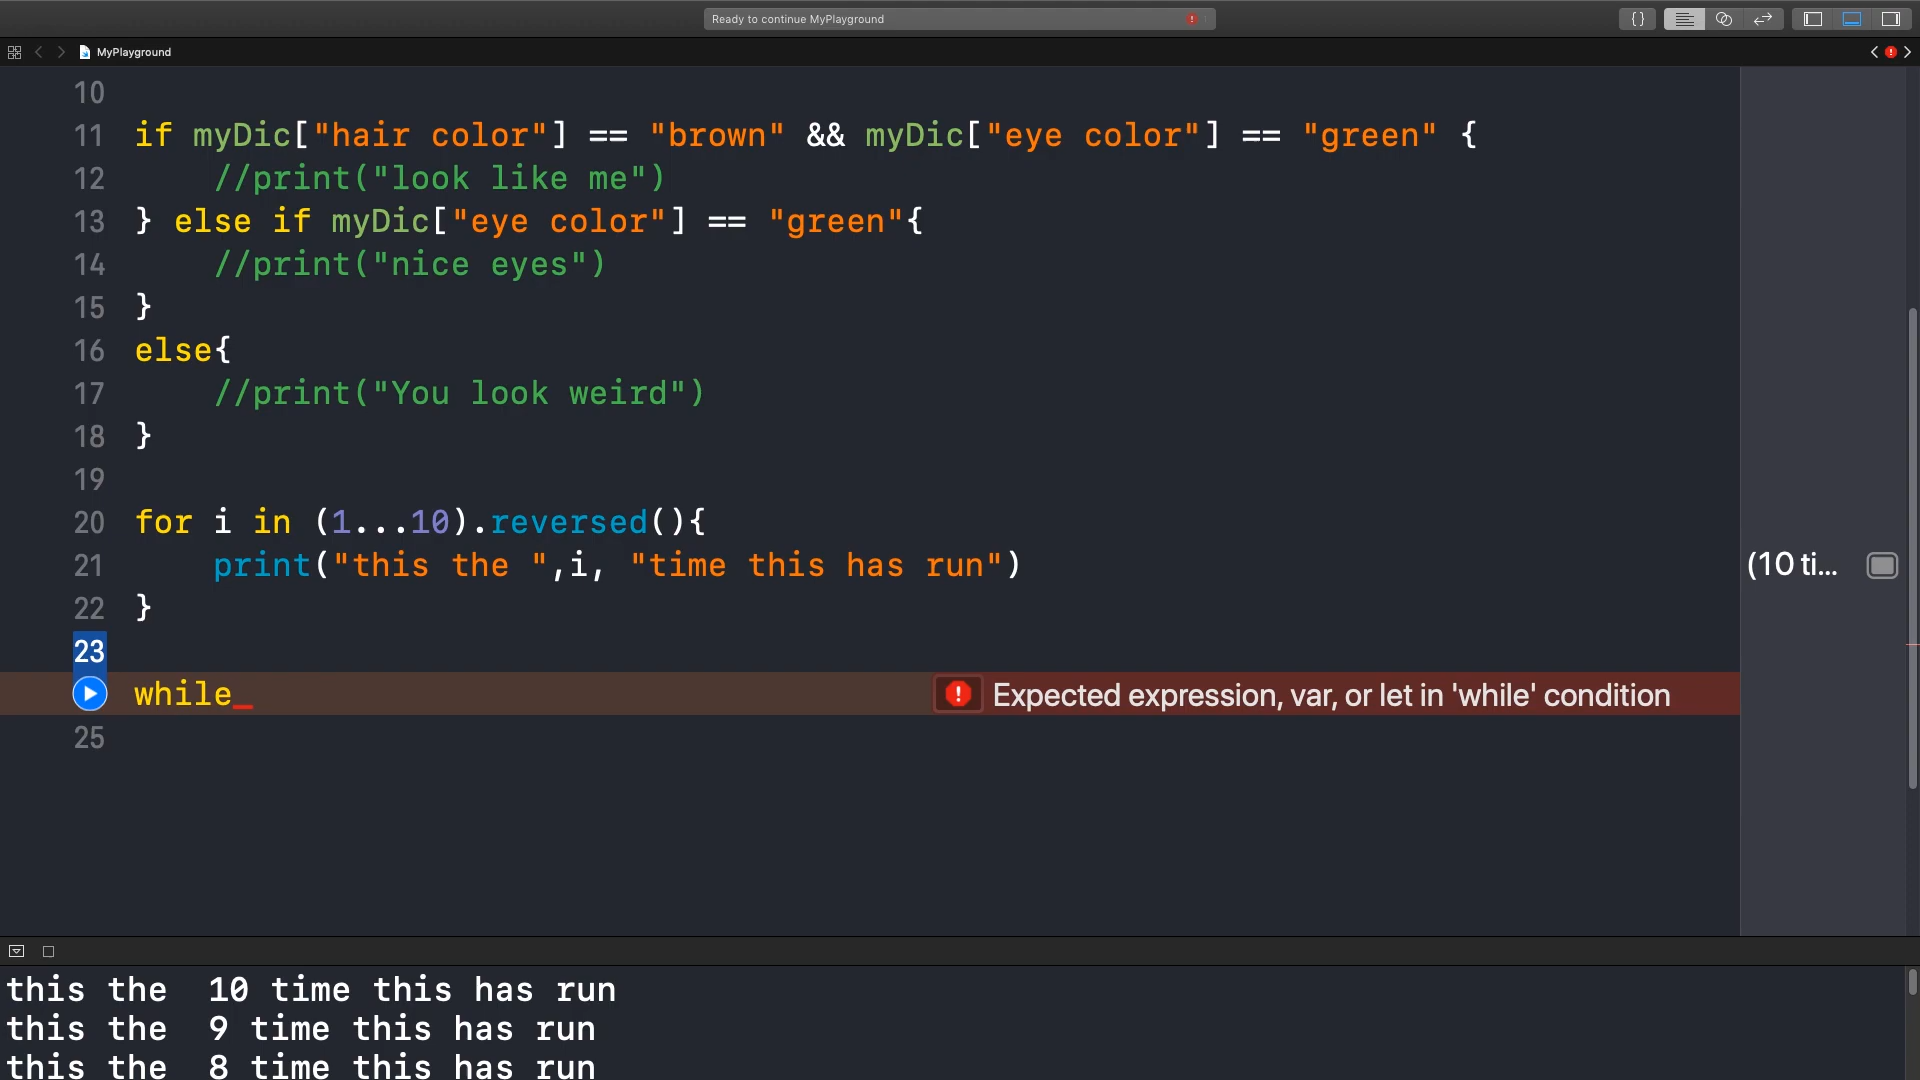 Ready to continue MyPlayground
{}
MyPlayground
10
11 if myDic["hair color"] == "brown" && myDic["eye color"] == "green" {
12 //print("look like me")
13 } else if myDic["eye color"] == "green"{
14 //print("nice eyes")
15 }
16 else{
17 //print("You look weird")
18 }
19
20 for i in (1...10).reversed(){
21 print("this the ",i, "time this has run") (10 ti...
22 }
23
while_ Expected expression, var, or let in 'while' condition
25
this the  10 time this has run
this the  9 time this has run
this the  8 time this has run